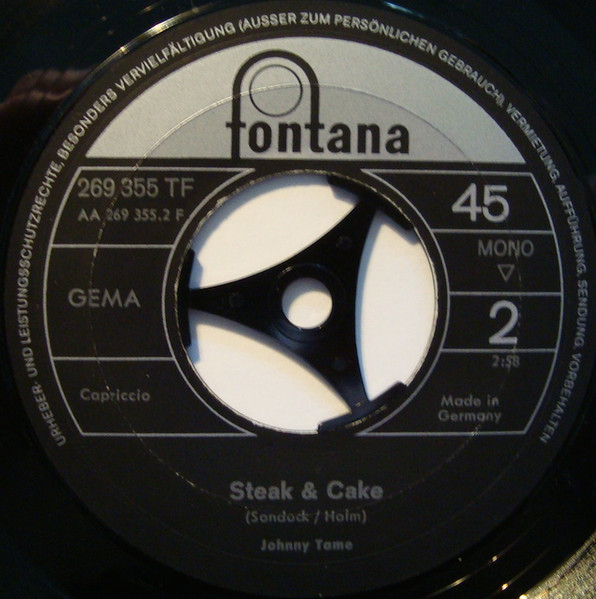 URHEBER- UND LEISTUNGSSCHUTZRECHTE, BESONDERS VERVIELFÄLTIGUNG (AUSSER ZUM PERSÖNLICHEN GEBRAUCH), VERMIETUNG, AUFFÜHRUNG, SENDUNG VORBEHALTEN
fontana
269 355 TF
AA 269 355.2 F
45
MONO
GEMA
2
2:58
Capriccio
Made in
Germany
Steak & Cake
(Sandock / Holm)
Johnny Tame